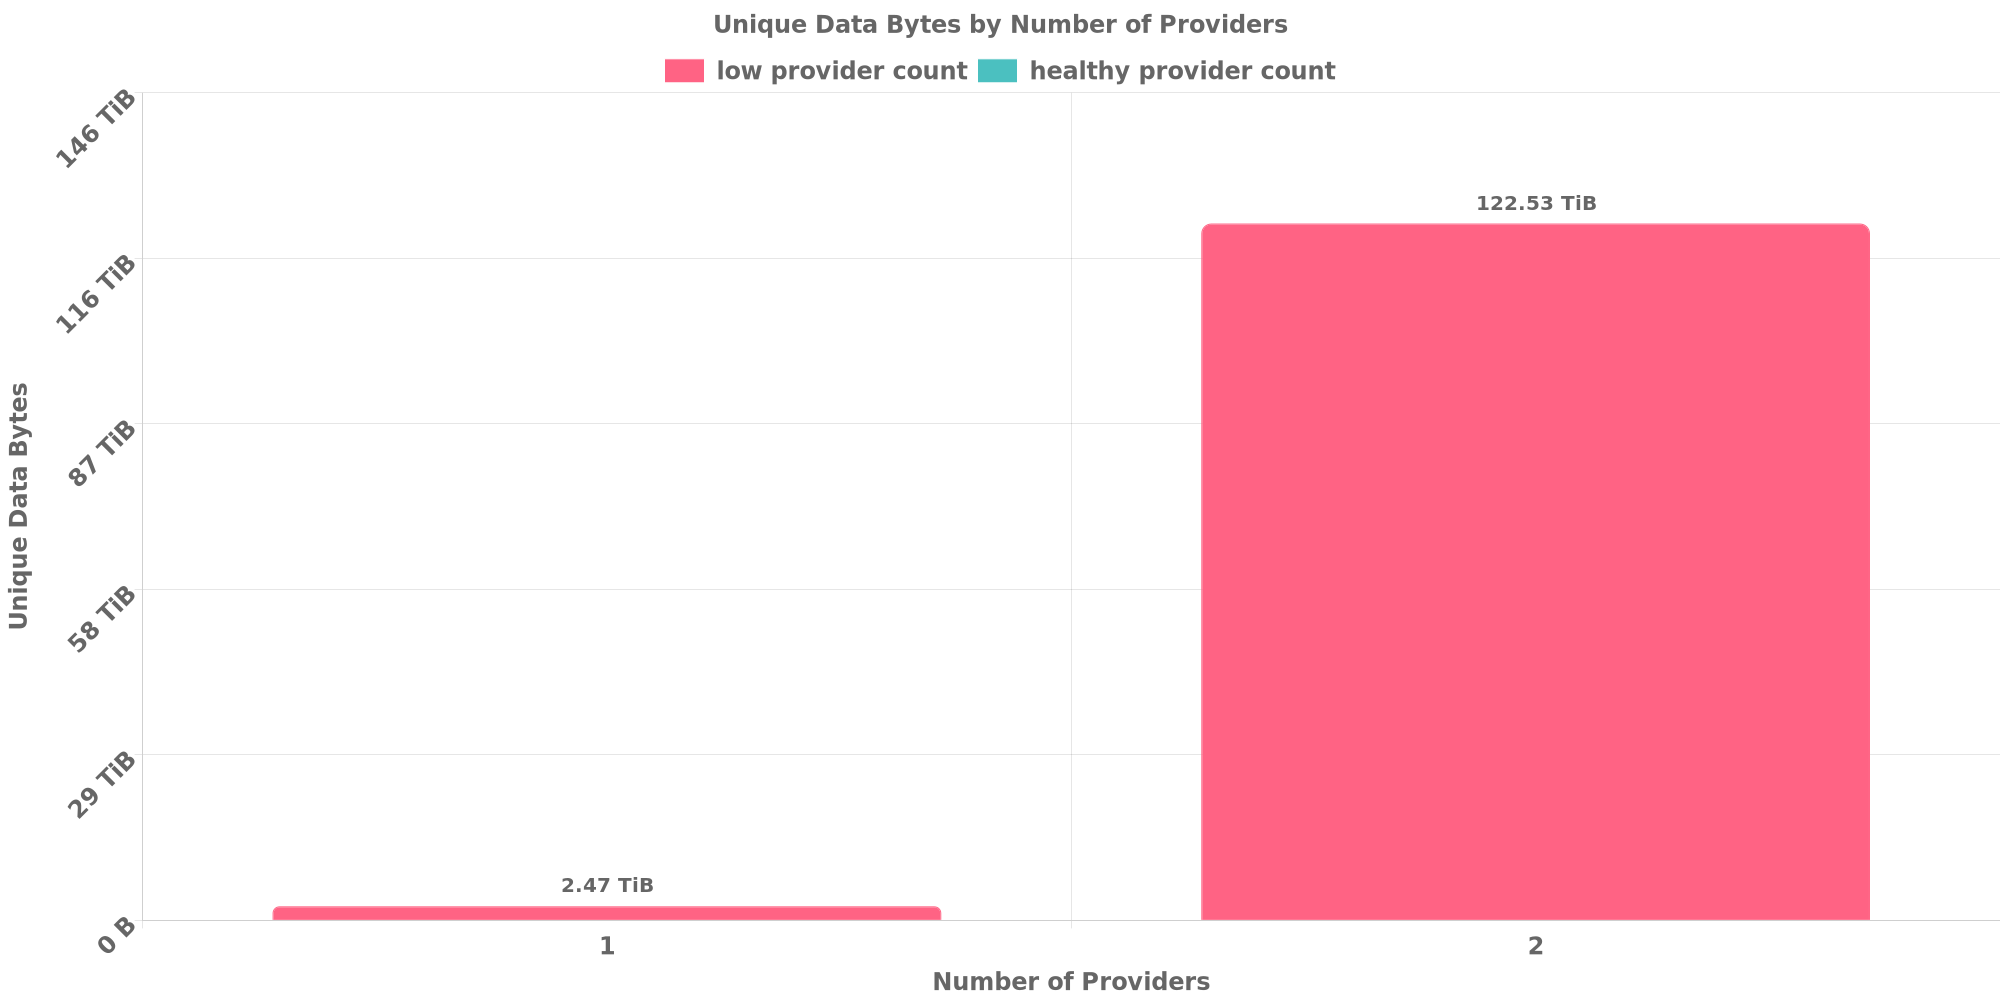 Unique Data Bytes by Number of Providers
low provider count healthy provider count
146 TiB
116 TiB
87 TiB
58 TiB
29 TiB
0 B
Unique Data Bytes
122.53 TiB
2.47 TiB
1 2
Number of Providers